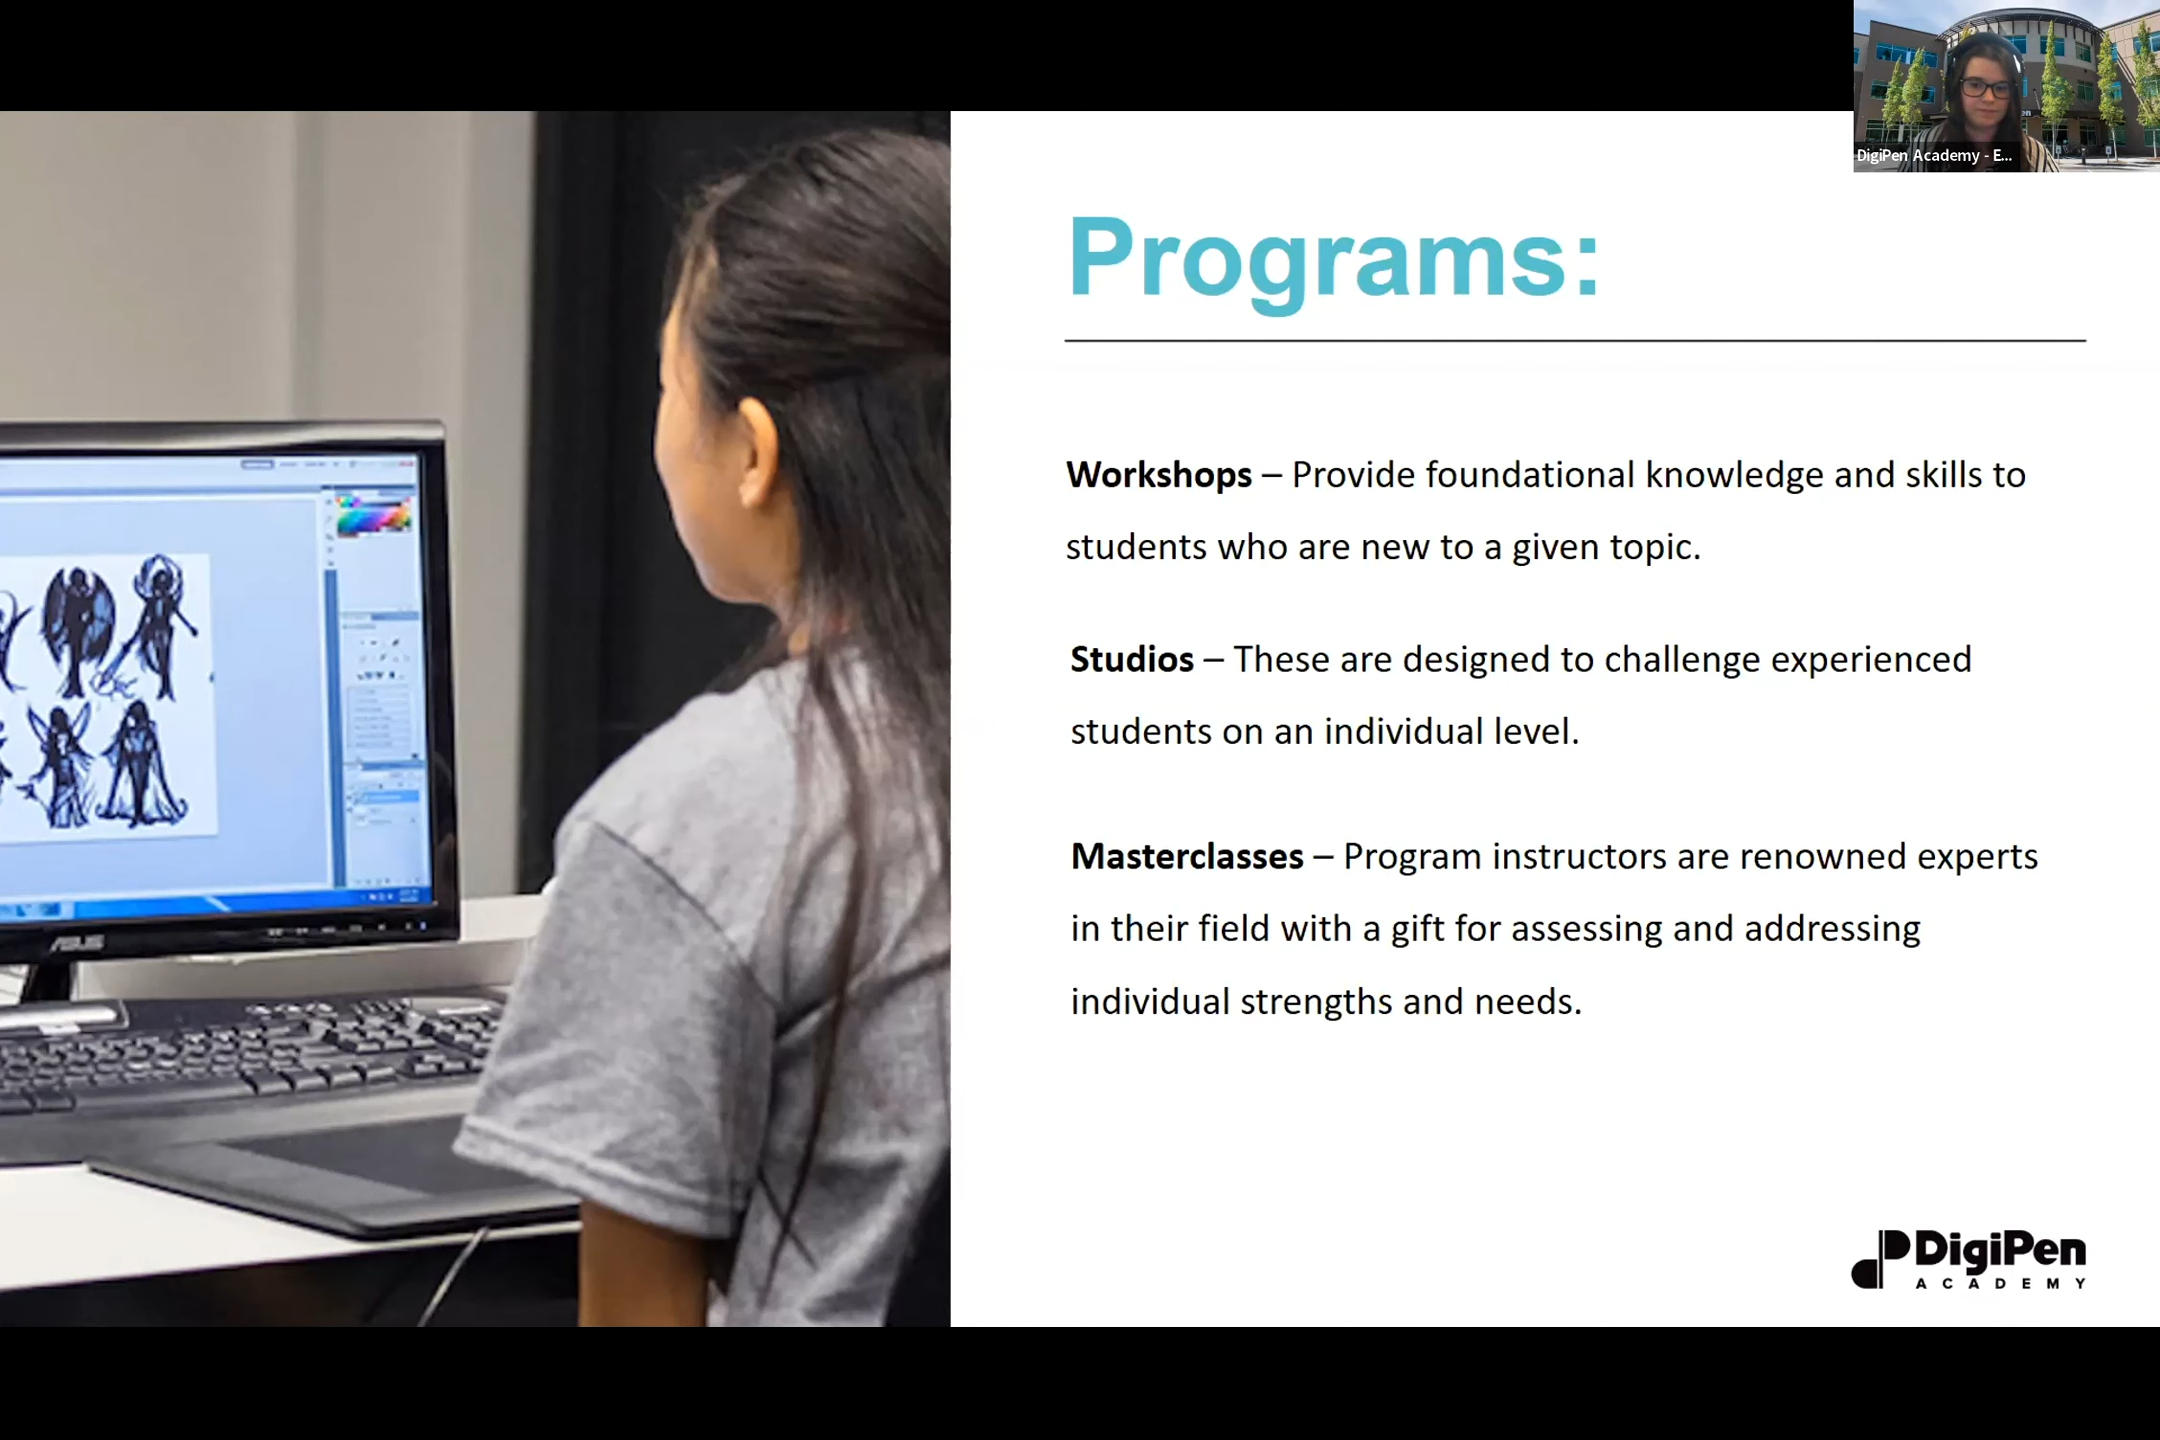 DigiPen Academy - E...
Programs:
Workshops – Provide foundational knowledge and skills to
students who are new to a given topic.
Studios – These are designed to challenge experienced
students on an individual level.
Masterclasses – Program instructors are renowned experts
in their field with a gift for assessing and addressing
individual strengths and needs.
DigiPen
ACADEMY
ASUS